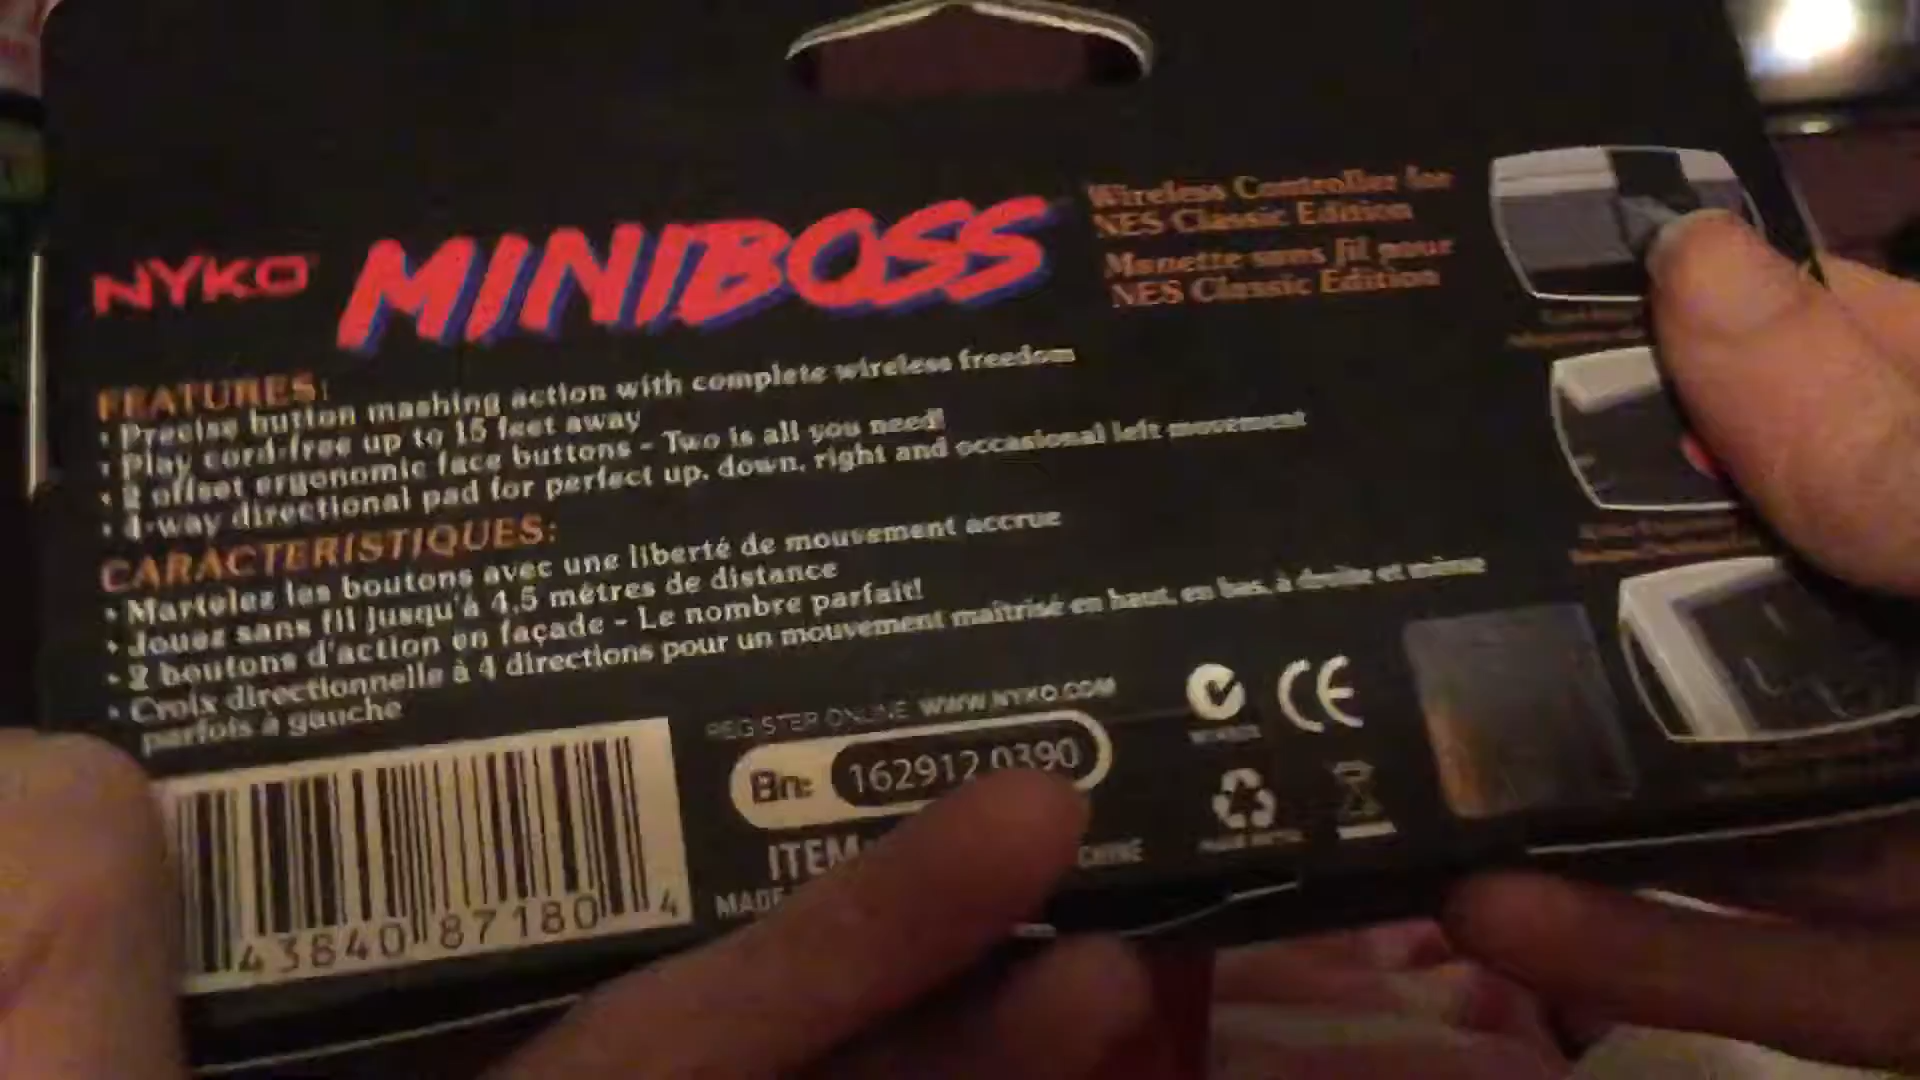 NYKO MINIBOSS
Wireless Controller for
NES Classic Edition
Manette sans fil pour
NES Classic Edition
FEATURES:
• Precise button mashing action with complete wireless freedom
• Play cord-free up to 15 feet away
• 2 offset ergonomic face buttons - Two is all you need!
• 4-way directional pad for perfect up, down, right and occasional left movement
CARACTERISTIQUES:
• Martelez les boutons avec une liberté de mouvement accrue
• Jouez sans fil jusqu'à 4,5 mètres de distance
• 2 boutons d'action en façade - Le nombre parfait!
• Croix directionnelle à 4 directions pour un mouvement maîtrisé en haut, en bas, à droite et même
parfois à gauche
REGISTER ONLINE WWW.NYKO.COM
Bn: 162912 0390
ITEM
MADE
CHINE
CE
43840 87180 4